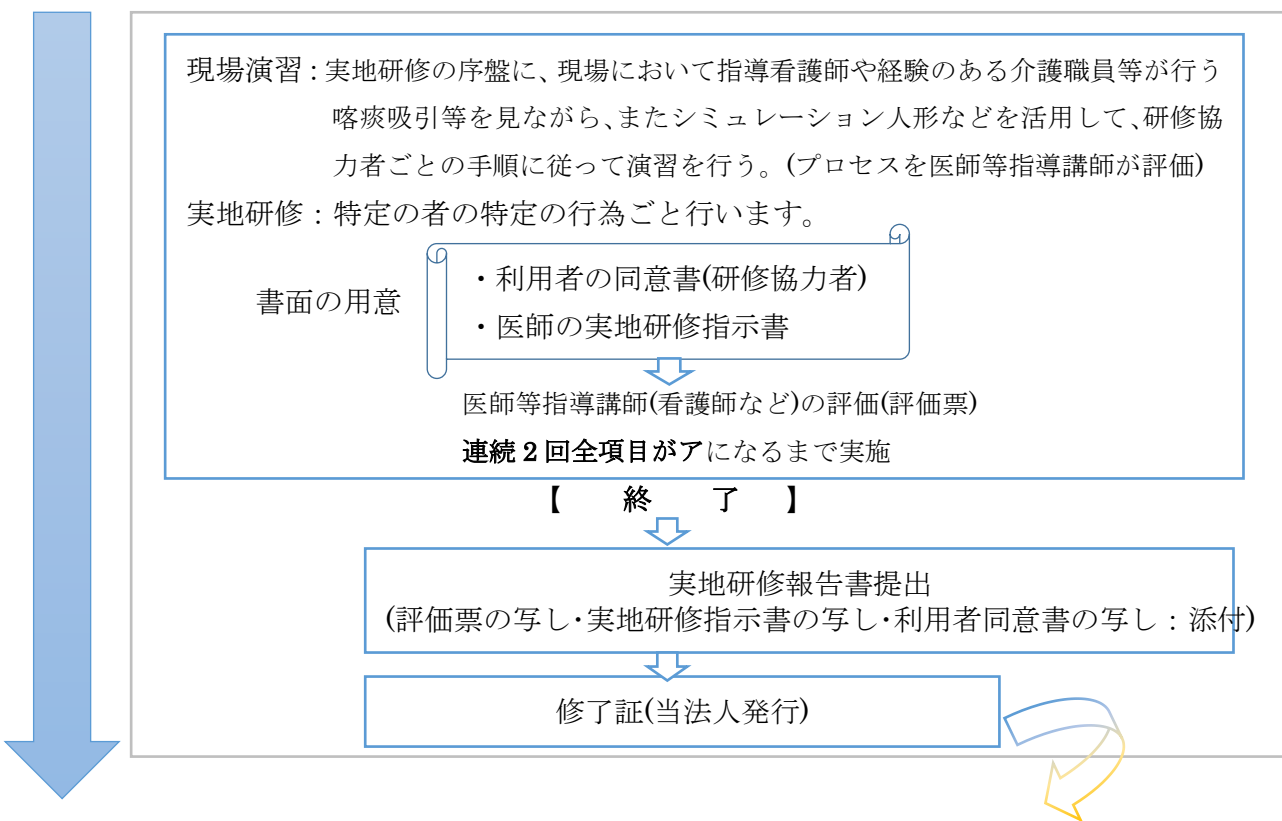 現場演習：実地研修の序盤に、現場において指導看護師や経験のある介護職員等が行う
喀痰吸引等を見ながら、またシミュレーション人形などを活用して、研修協
力者ごとの手順に従って演習を行う。(プロセスを医師等指導講師が評価)
実地研修：特定の者の特定の行為ごと行います。
書面の用意
・利用者の同意書(研修協力者)
・医師の実地研修指示書
医師等指導講師(看護師など)の評価(評価票)
連続2回全項目がアになるまで実施
【　終　了　】
実地研修報告書提出
(評価票の写し・実地研修指示書の写し・利用者同意書の写し：添付)
修了証(当法人発行)